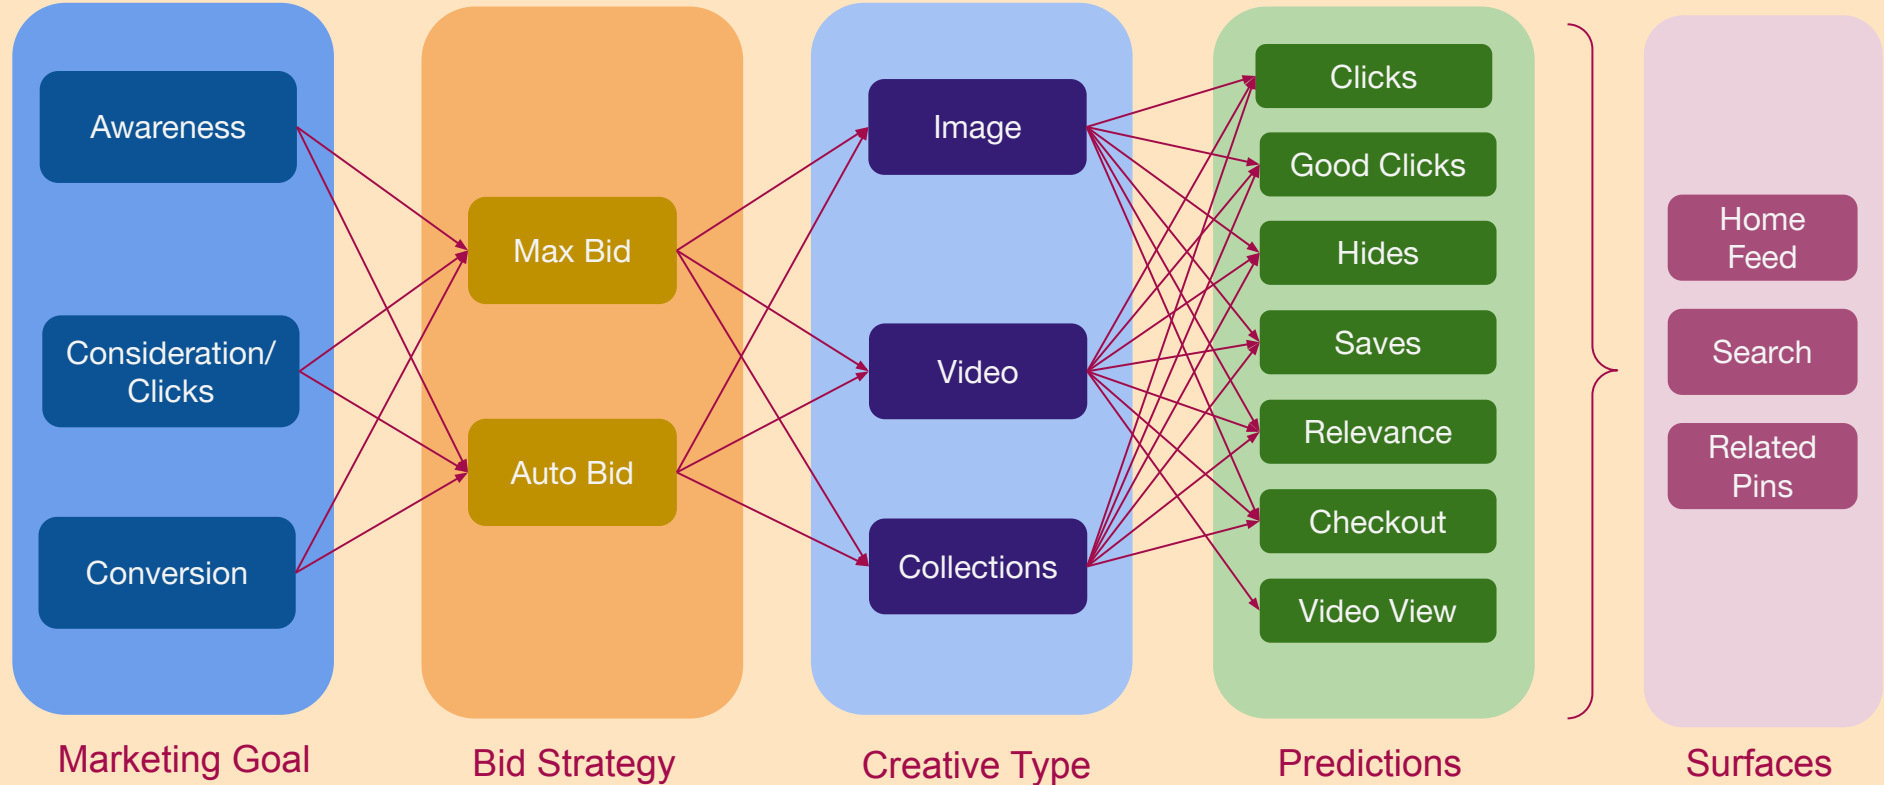 Awareness
Consideration/
Clicks
Conversion
Marketing Goal
Max Bid
Auto Bid
Bid Strategy
Image
Video
Collections
Creative Type
Clicks
Good Clicks
Hides
Saves
Relevance
Checkout
Video View
Predictions
Home
Feed
Search
Related
Pins
Surfaces